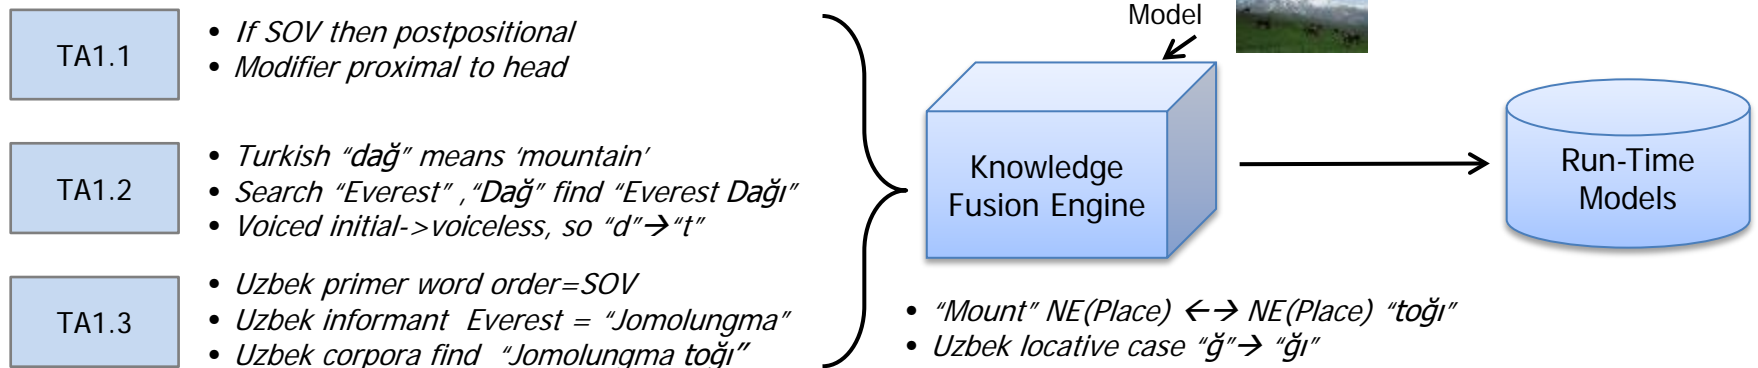 TA1.1
• If SOV then postpositional
• Modifier proximal to head
TA1.2
• Turkish “dağ” means ‘mountain’
• Search “Everest” ,“Dağ” find “Everest Dağı”
• Voiced initial->voiceless, so “d”→“t”
TA1.3
• Uzbek primer word order=SOV
• Uzbek informant Everest = “Jomolungma”
• Uzbek corpora find “Jomolungma toğı”
Model
Knowledge
Fusion Engine
• “Mount” NE(Place) ←→ NE(Place) “toğı”
• Uzbek locative case “ğ”→ “ğı”
Run-Time
Models